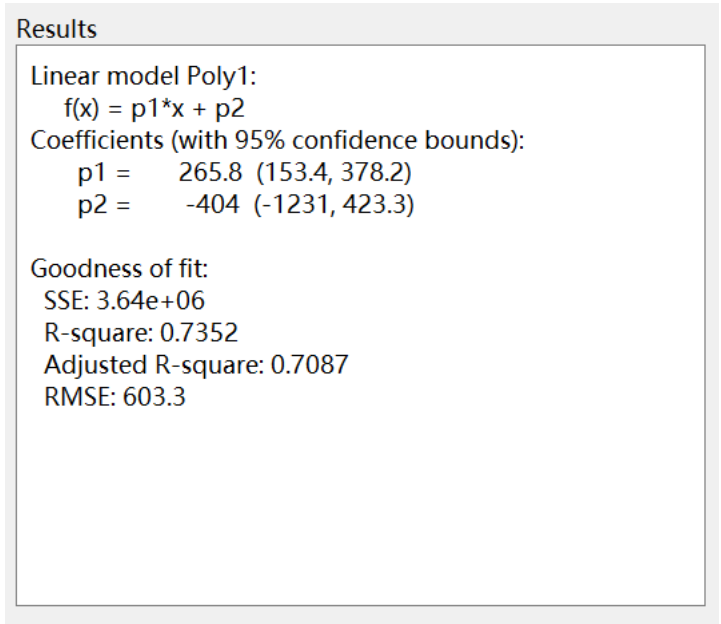 Results
Linear model Poly1:
f(x) = p1*x + p2
Coefficients (with 95% confidence bounds):
p1 = 265.8 (153.4, 378.2)
p2 = -404 (-1231, 423.3)
Goodness of fit:
SSE: 3.64e+06
R-square: 0.7352
Adjusted R-square: 0.7087
RMSE: 603.3